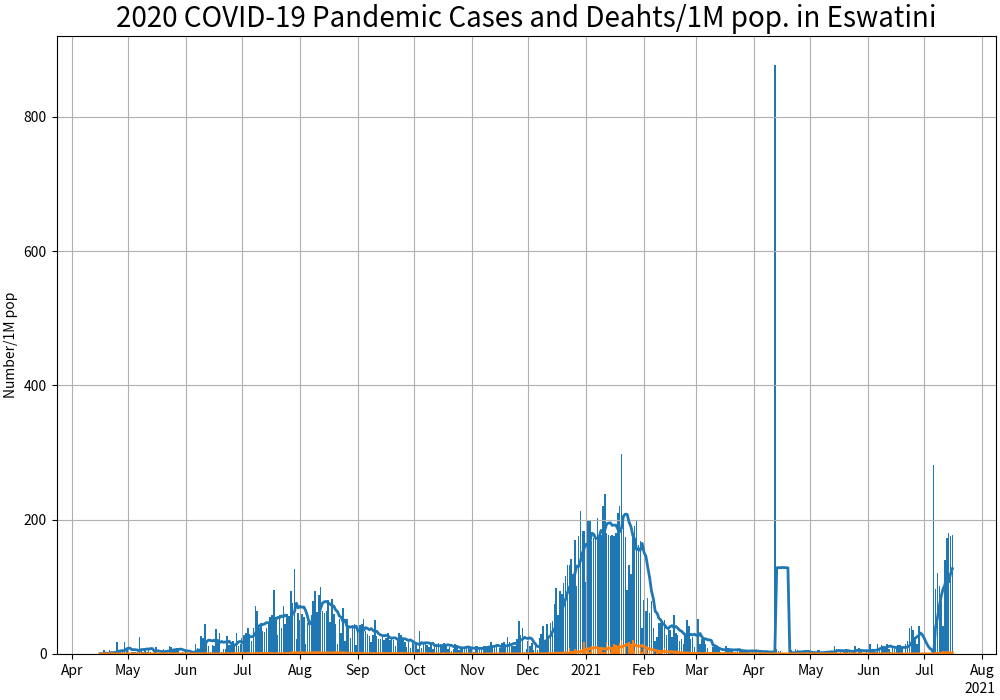 2020 COVID-19 Pandemic Cases and Deahts/1M pop. in Eswatini
Number/1M pop
800
600
400
200
0
Apr May Jun Jul Aug Sep Oct Nov Dec 2021 Feb Mar Apr May Jun Jul Aug
2021